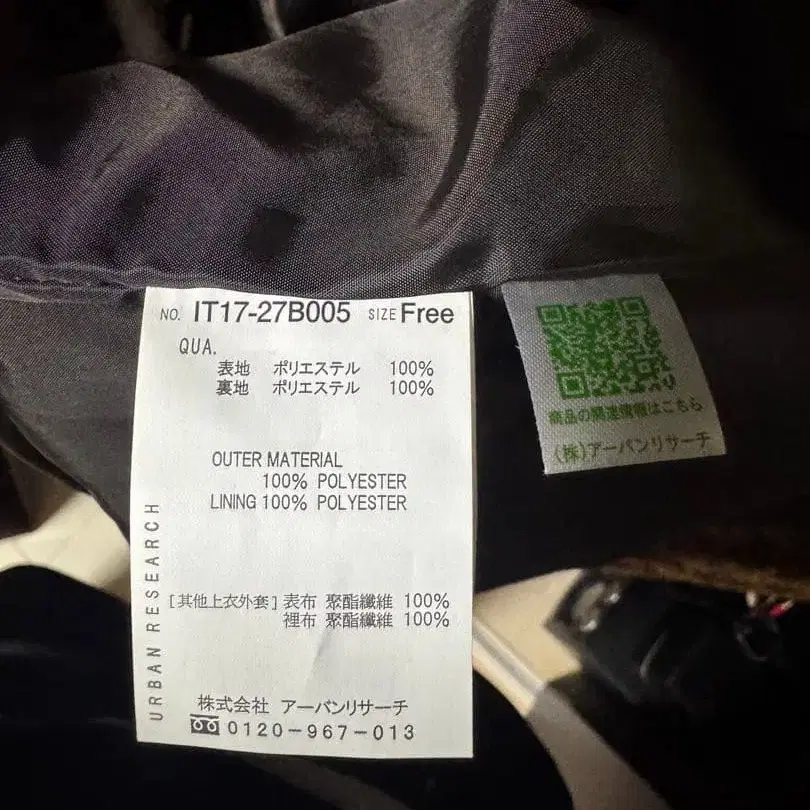 NO. IT17-27B005 SIZE Free
QUA.
表地 ポリエステル 100%
裏地 ポリエステル 100%
OUTER MATERIAL
100% POLYESTER
LINING 100% POLYESTER
[其他上衣外套] 表布 聚酯纖維 100%
裡布 聚酯纖維 100%
URBAN RESEARCH
株式会社 アーバンリサーチ
0120-967-013
商品の関連情報はこちら
(株)アーバンリサーチ